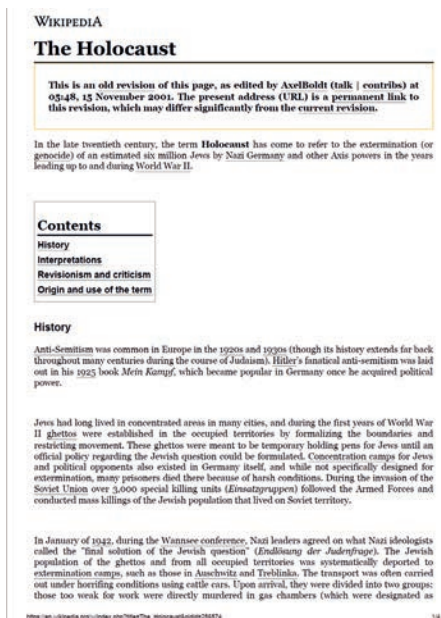 WIKIPEDIA
The Holocaust
This is an old revision of this page, as edited by AxelBoldt (talk | contribs) at
05:48, 15 November 2001. The present address (URL) is a permanent link to
this revision, which may differ significantly from the current revision.
In the late twentieth century, the term Holocaust has come to refer to the extermination (or
genocide) of an estimated six million Jews by Nazi Germany and other Axis powers in the years
leading up to and during World War II.
Contents
History
Interpretations
Revisionism and criticism
Origin and use of the term
History
Anti-Semitism was common in Europe in the 1920s and 1930s (though its history extends far back
throughout many centuries during the course of Judaism). Hitler's fanatical anti-semitism was laid
out in his 1925 book Mein Kampf, which became popular in Germany once he acquired political
power.
Jews had long lived in concentrated areas in many cities, and during the first years of World War
II ghettos were established in the occupied territories by formalizing the boundaries and
restricting movement. These ghettos were meant to be temporary holding pens for Jews until an
official policy regarding the Jewish question could be formulated. Concentration camps for Jews
and political opponents also existed in Germany itself, and while not specifically designed for
extermination, many prisoners died there because of harsh conditions. During the invasion of the
Soviet Union over 3,000 special killing units (Einsatzgruppen) followed the Armed Forces and
conducted mass killings of the Jewish population that lived on Soviet territory.
In January of 1942, during the Wannsee conference, Nazi leaders agreed on what Nazi ideologists
called the "final solution of the Jewish question" (Endlösung der Judenfrage). The Jewish
population of the ghettos and from all occupied territories was systematically deported to
extermination camps, such as those in Auschwitz and Treblinka. The transport was often carried
out under horrifying conditions using cattle cars. Upon arrival, they were divided into two groups:
those too weak for work were directly murdered in gas chambers (which were designated as
1/4